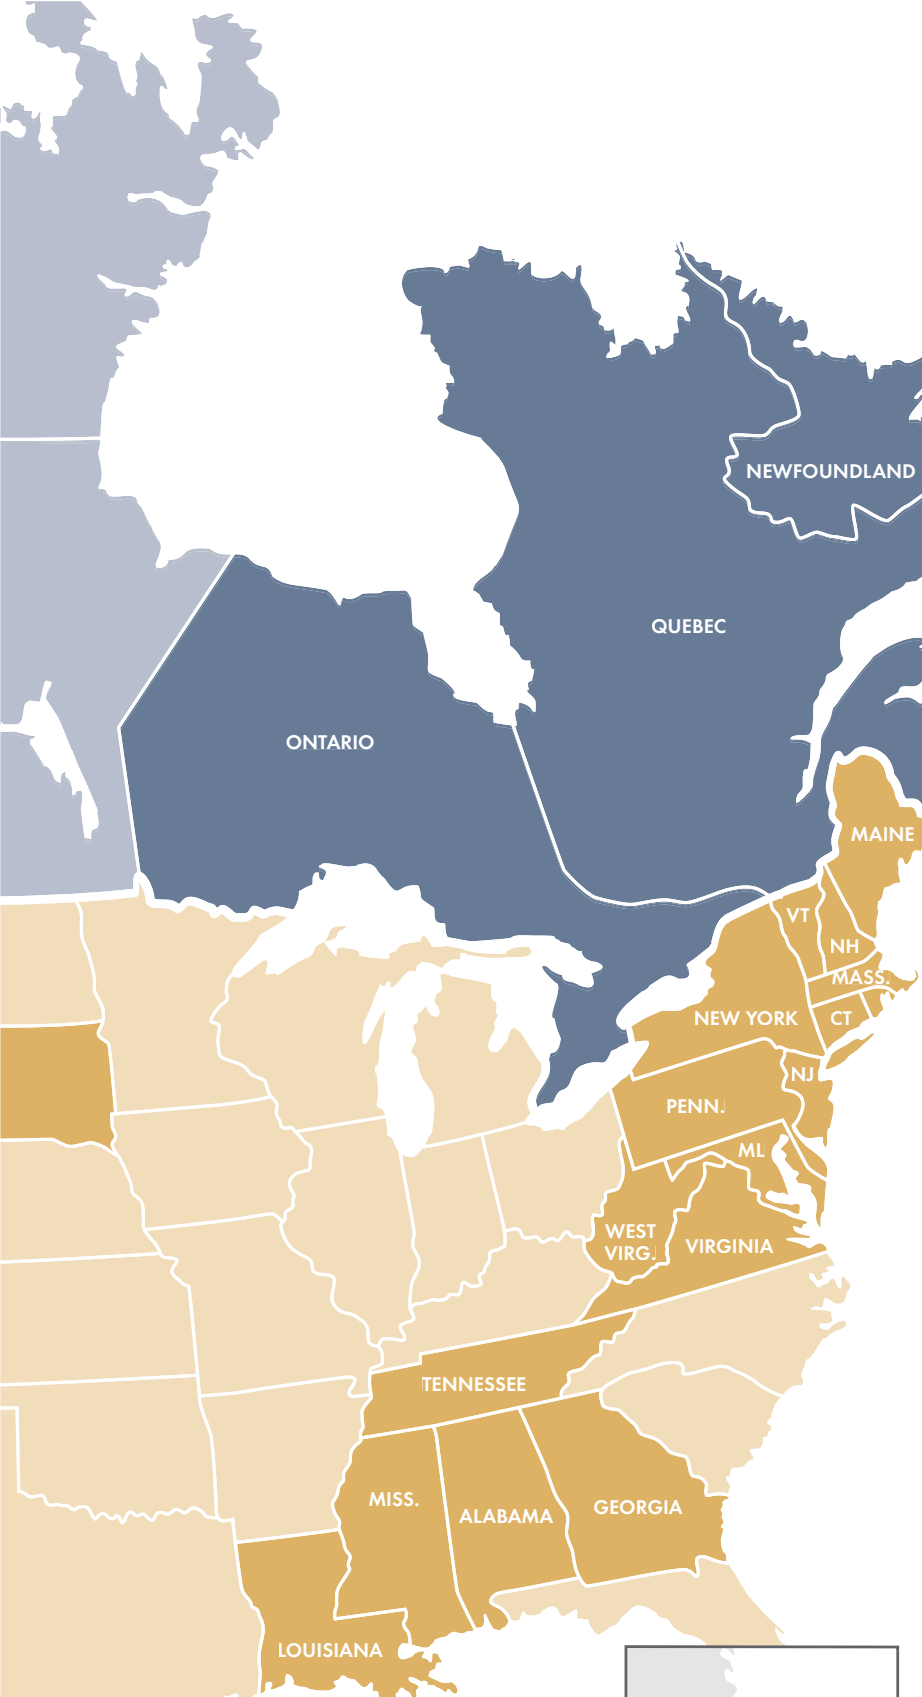 NEWFOUNDLAND
QUEBEC
ONTARIO
MAINE
VT
NH
MASS.
NEW YORK
CT
NJ
PENN.
ML
WEST
VIRG.
VIRGINIA
TENNESSEE
MISS.
ALABAMA
GEORGIA
LOUISIANA